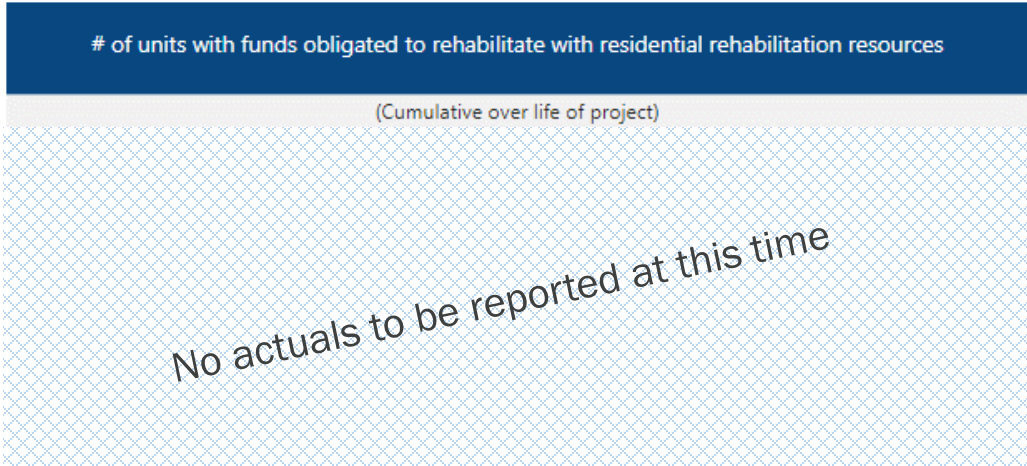 # of units with funds obligated to rehabilitate with residential rehabilitation resources
(Cumulative over life of project)
No actuals to be reported at this time